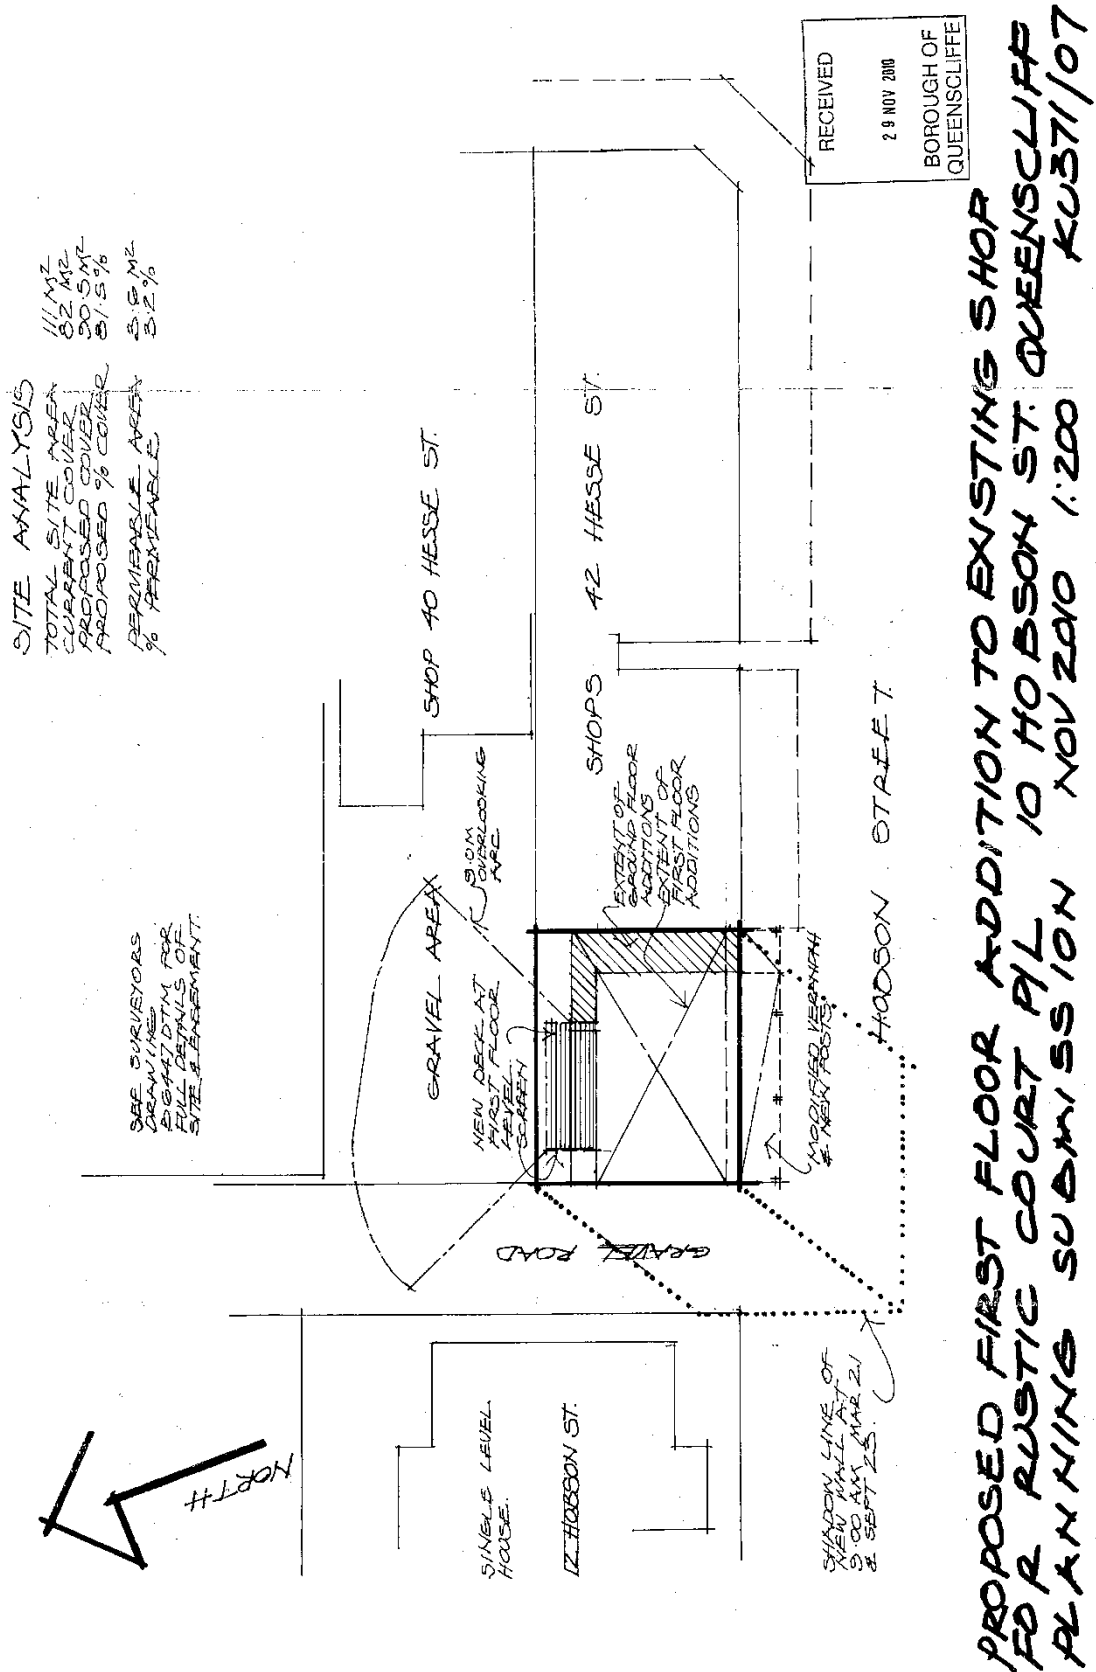 SITE ANALYSIS
TOTAL SITE AREA 111 M2
CURRENT COVER 82 M2
PROPOSED COVER 90.5 M2
PROPOSED % COVER 81.5 %
PERMEABLE AREA 3.6 M2
% PERMEABLE 3.2 %
SEE SURVEYORS
DRAWING
DTM FOR
FULL DETAILS OF
SITE & EASEMENT.
SHOP 40 HESSE ST.
GRAVEL AREA
9.0M
OVERLOOKING
ARC
NEW DECK AT
FIRST FLOOR
LEVEL
SCREEN
SHOPS 42 HESSE ST.
EXTENT OF
GROUND FLOOR
ADDITIONS
EXTENT OF
FIRST FLOOR
ADDITIONS
MODIFIED VERANDAH
& NEW POSTS
GRAVEL ROAD
HODSON STREET
NORTH
SINGLE LEVEL
HOUSE.
12 HOBSON ST.
SHADOW LINE OF
NEW WALL AT
9.00 AM MAR 21
& SEPT 23.
RECEIVED
29 NOV 2010
BOROUGH OF
QUEENSCLIFFE
PROPOSED FIRST FLOOR ADDITION TO EXISTING SHOP
FOR RUSTIC COURT P/L 10 HOBSON ST. QUEENSCLIFF
PLANNING SUBMISSION NOV 2010 1:200 KU371/07